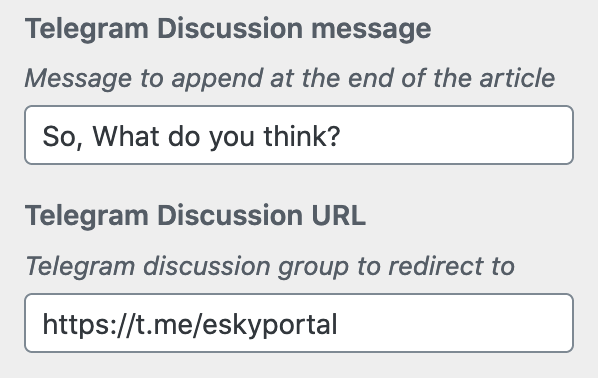 Telegram Discussion message
Message to append at the end of the article
So, What do you think?
Telegram Discussion URL
Telegram discussion group to redirect to
https://t.me/eskyportal